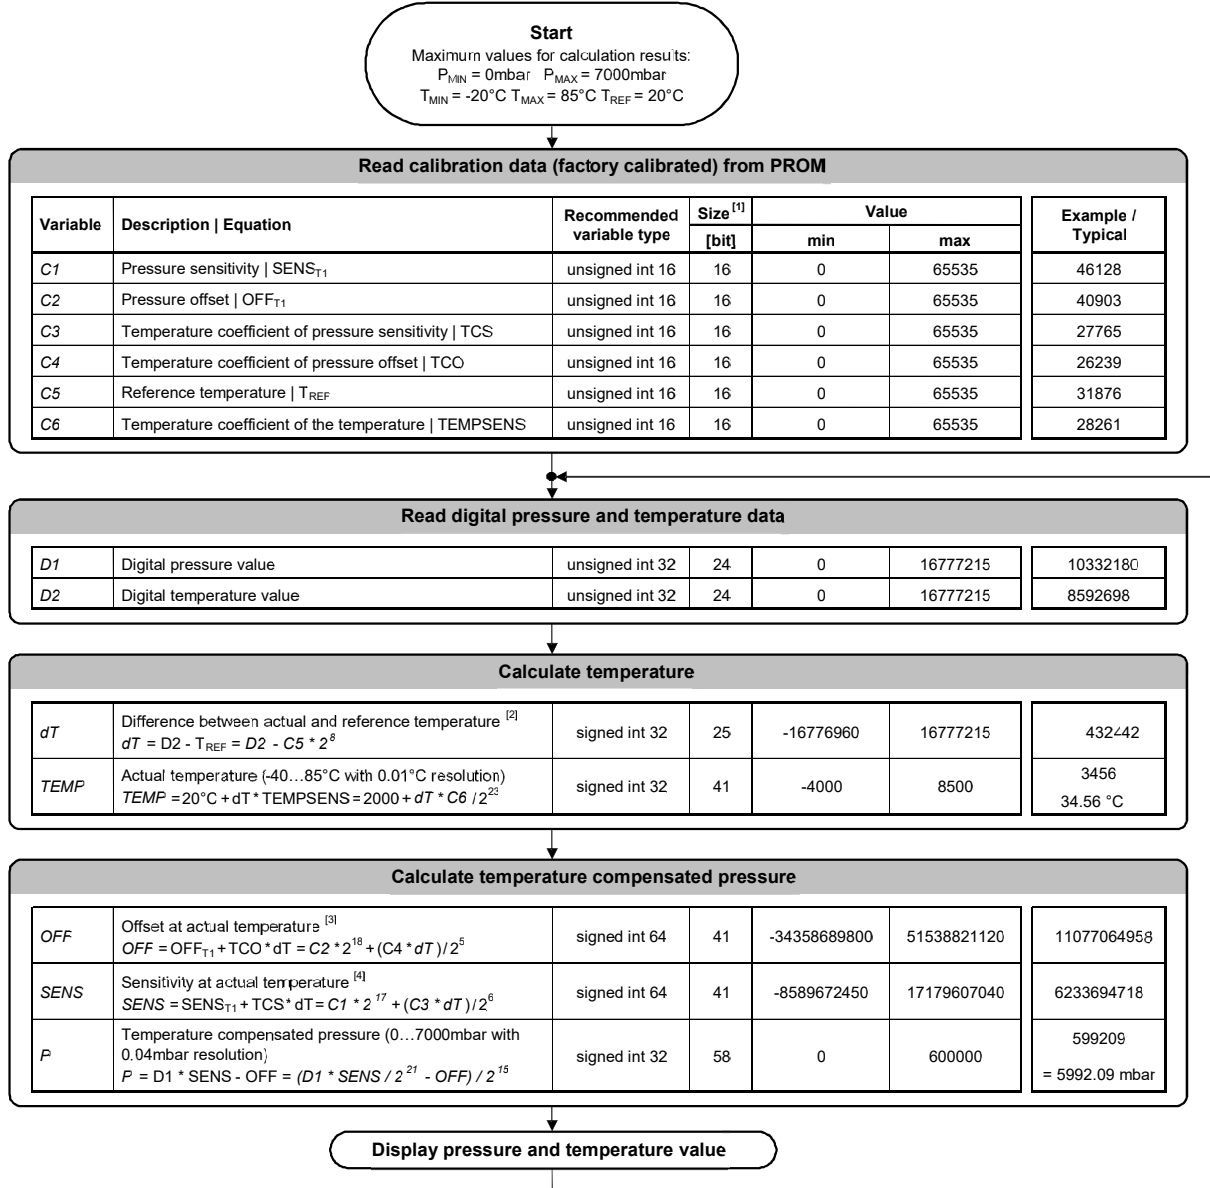 Start
Maximum values for calculation results:
P_MIN = 0mbar P_MAX = 7000mbar
T_MIN = -20°C T_MAX = 85°C T_REF = 20°C
Read calibration data (factory calibrated) from PROM
Variable | Description | Equation | Recommended variable type | Size [1] [bit] | Value min | max | Example / Typical
C1 Pressure sensitivity | SENS_T1 unsigned int 16 16 0 65535 46128
C2 Pressure offset | OFF_T1 unsigned int 16 16 0 65535 40903
C3 Temperature coefficient of pressure sensitivity | TCS unsigned int 16 16 0 65535 27765
C4 Temperature coefficient of pressure offset | TCO unsigned int 16 16 0 65535 26239
C5 Reference temperature | T_REF unsigned int 16 16 0 65535 31876
C6 Temperature coefficient of the temperature | TEMPSENS unsigned int 16 16 0 65535 28261
Read digital pressure and temperature data
D1 Digital pressure value unsigned int 32 24 0 16777215 10332180
D2 Digital temperature value unsigned int 32 24 0 16777215 8592698
Calculate temperature
Difference between actual and reference temperature [2]
dT signed int 32 25 -16776960 16777215 432442
dT = D2 - T_REF = D2 - C5 * 2^8
Actual temperature (-40…85°C with 0.01°C resolution) 3456
TEMP signed int 32 41 -4000 8500
TEMP = 20°C + dT * TEMPSENS = 2000 + dT * C6 / 2^23 34.56 °C
Calculate temperature compensated pressure
Offset at actual temperature [3]
OFF signed int 64 41 -34358689800 51538821120 11077064958
OFF = OFF_T1 + TCO * dT = C2 * 2^18 + (C4 * dT) / 2^5
Sensitivity at actual temperature [4]
SENS signed int 64 41 -8589672450 17179607040 6233694718
SENS = SENS_T1 + TCS * dT = C1 * 2^17 + (C3 * dT) / 2^6
Temperature compensated pressure (0…7000mbar with 599209
0.04mbar resolution)
P signed int 32 58 0 600000
P = D1 * SENS - OFF = (D1 * SENS / 2^21 - OFF) / 2^15 = 5992.09 mbar
Display pressure and temperature value